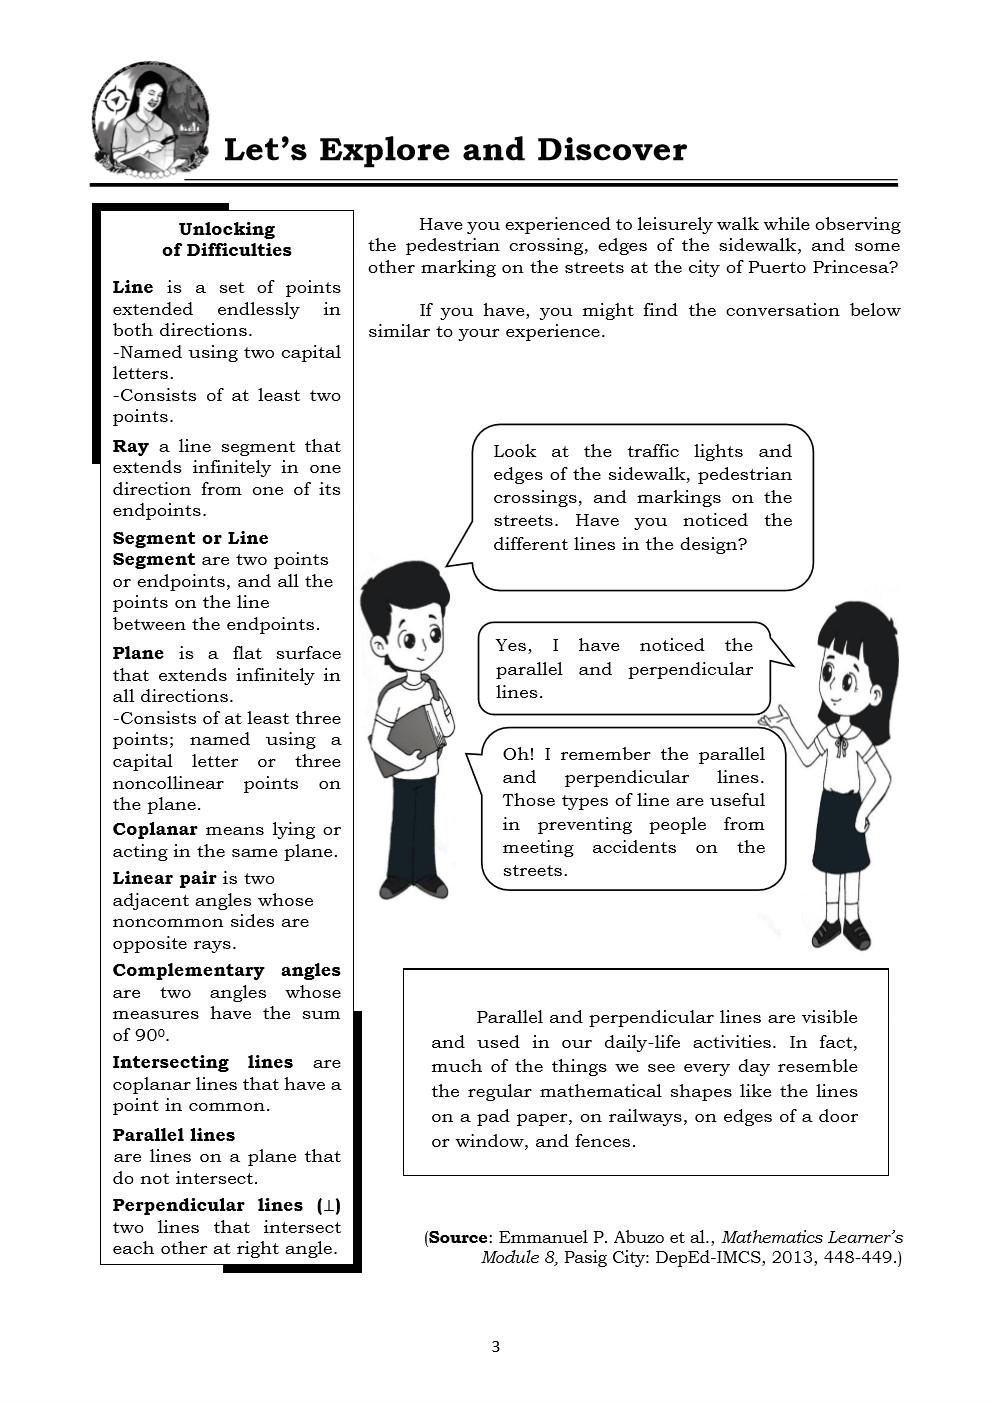 Let's Explore and Discover
Unlocking
of Difficulties
Line is a set of points
extended endlessly in
both directions.
-Named using two capital
letters.
-Consists of at least two
points.
Ray a line segment that
extends infinitely in one
direction from one of its
endpoints.
Segment or Line
Segment are two points
or endpoints, and all the
points on the line
between the endpoints.
Plane is a flat surface
that extends infinitely in
all directions.
-Consists of at least three
points; named using a
capital letter or three
noncollinear points on
the plane.
Coplanar means lying or
acting in the same plane.
Linear pair is two
adjacent angles whose
noncommon sides are
opposite rays.
Complementary angles
are two angles whose
measures have the sum
of 90⁰.
Intersecting lines are
coplanar lines that have a
point in common.
Parallel lines
are lines on a plane that
do not intersect.
Perpendicular lines (⊥)
two lines that intersect
each other at right angle.
Have you experienced to leisurely walk while observing
the pedestrian crossing, edges of the sidewalk, and some
other marking on the streets at the city of Puerto Princesa?
If you have, you might find the conversation below
similar to your experience.
Look at the traffic lights and
edges of the sidewalk, pedestrian
crossings, and markings on the
streets. Have you noticed the
different lines in the design?
Yes, I have noticed the
parallel and perpendicular
lines.
Oh! I remember the parallel
and perpendicular lines.
Those types of line are useful
in preventing people from
meeting accidents on the
streets.
Parallel and perpendicular lines are visible
and used in our daily-life activities. In fact,
much of the things we see every day resemble
the regular mathematical shapes like the lines
on a pad paper, on railways, on edges of a door
or window, and fences.
(Source: Emmanuel P. Abuzo et al., Mathematics Learner's
Module 8, Pasig City: DepEd-IMCS, 2013, 448-449.)
3